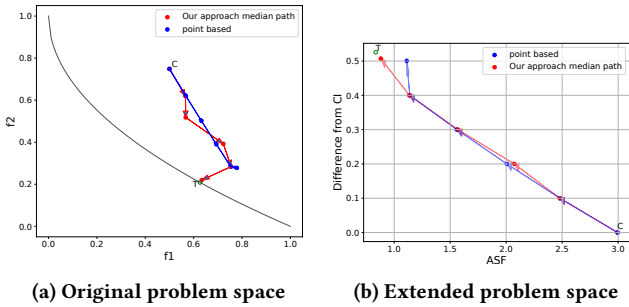 Our approach median path
point based
f2
1.0
0.8
0.6
0.4
0.2
0.0
C
T
0.0 0.2 0.4 0.6 0.8 1.0
f1
(a) Original problem space
point based
Our approach median path
Difference from CI
0.5
0.4
0.3
0.2
0.1
0.0
T
C
1.0 1.5 2.0 2.5 3.0
ASF
(b) Extended problem space